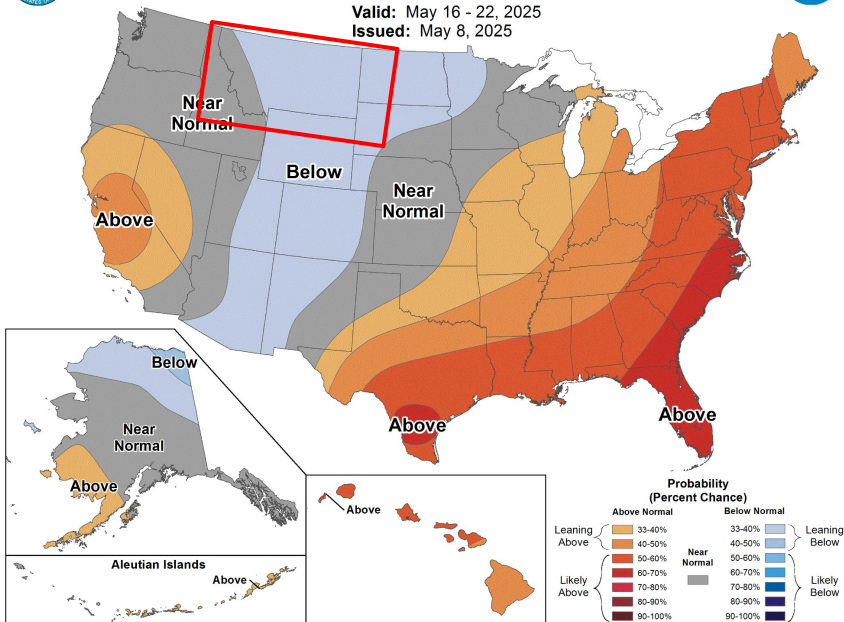 Valid: May 16 - 22, 2025
Issued: May 8, 2025
Near
Normal
Below
Near
Normal
Above
Above
Above
Below
Near
Normal
Above
Aleutian Islands
Above
Above
Probability
(Percent Chance)
Above Normal
Below Normal
Leaning
Above
33-40%
40-50%
Likely
Above
50-60%
60-70%
70-80%
80-90%
90-100%
Near
Normal
33-40%
40-50%
Leaning
Below
50-60%
60-70%
70-80%
80-90%
90-100%
Likely
Below